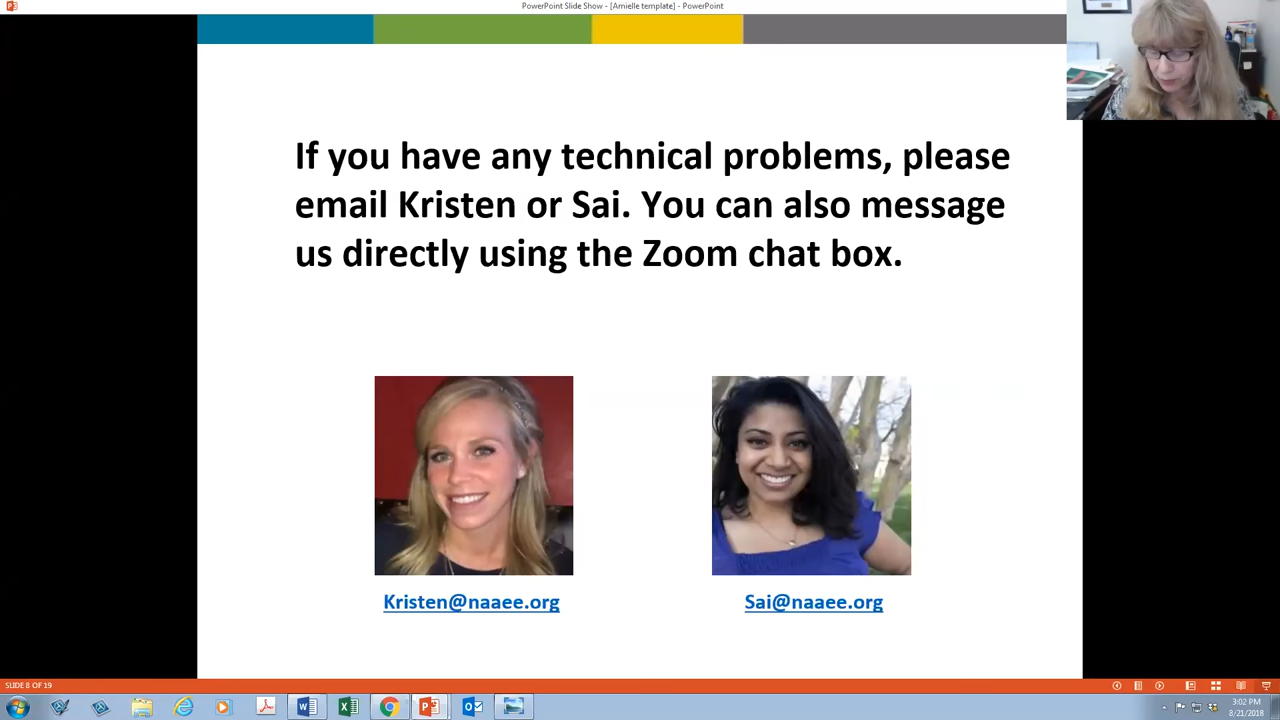 PowerPoint Slide Show - [Amielle template] - PowerPoint
If you have any technical problems, please
email Kristen or Sai. You can also message
us directly using the Zoom chat box.
Kristen@naaee.org
Sai@naaee.org
SLIDE 8 OF 19
3:02 PM
8/21/2018